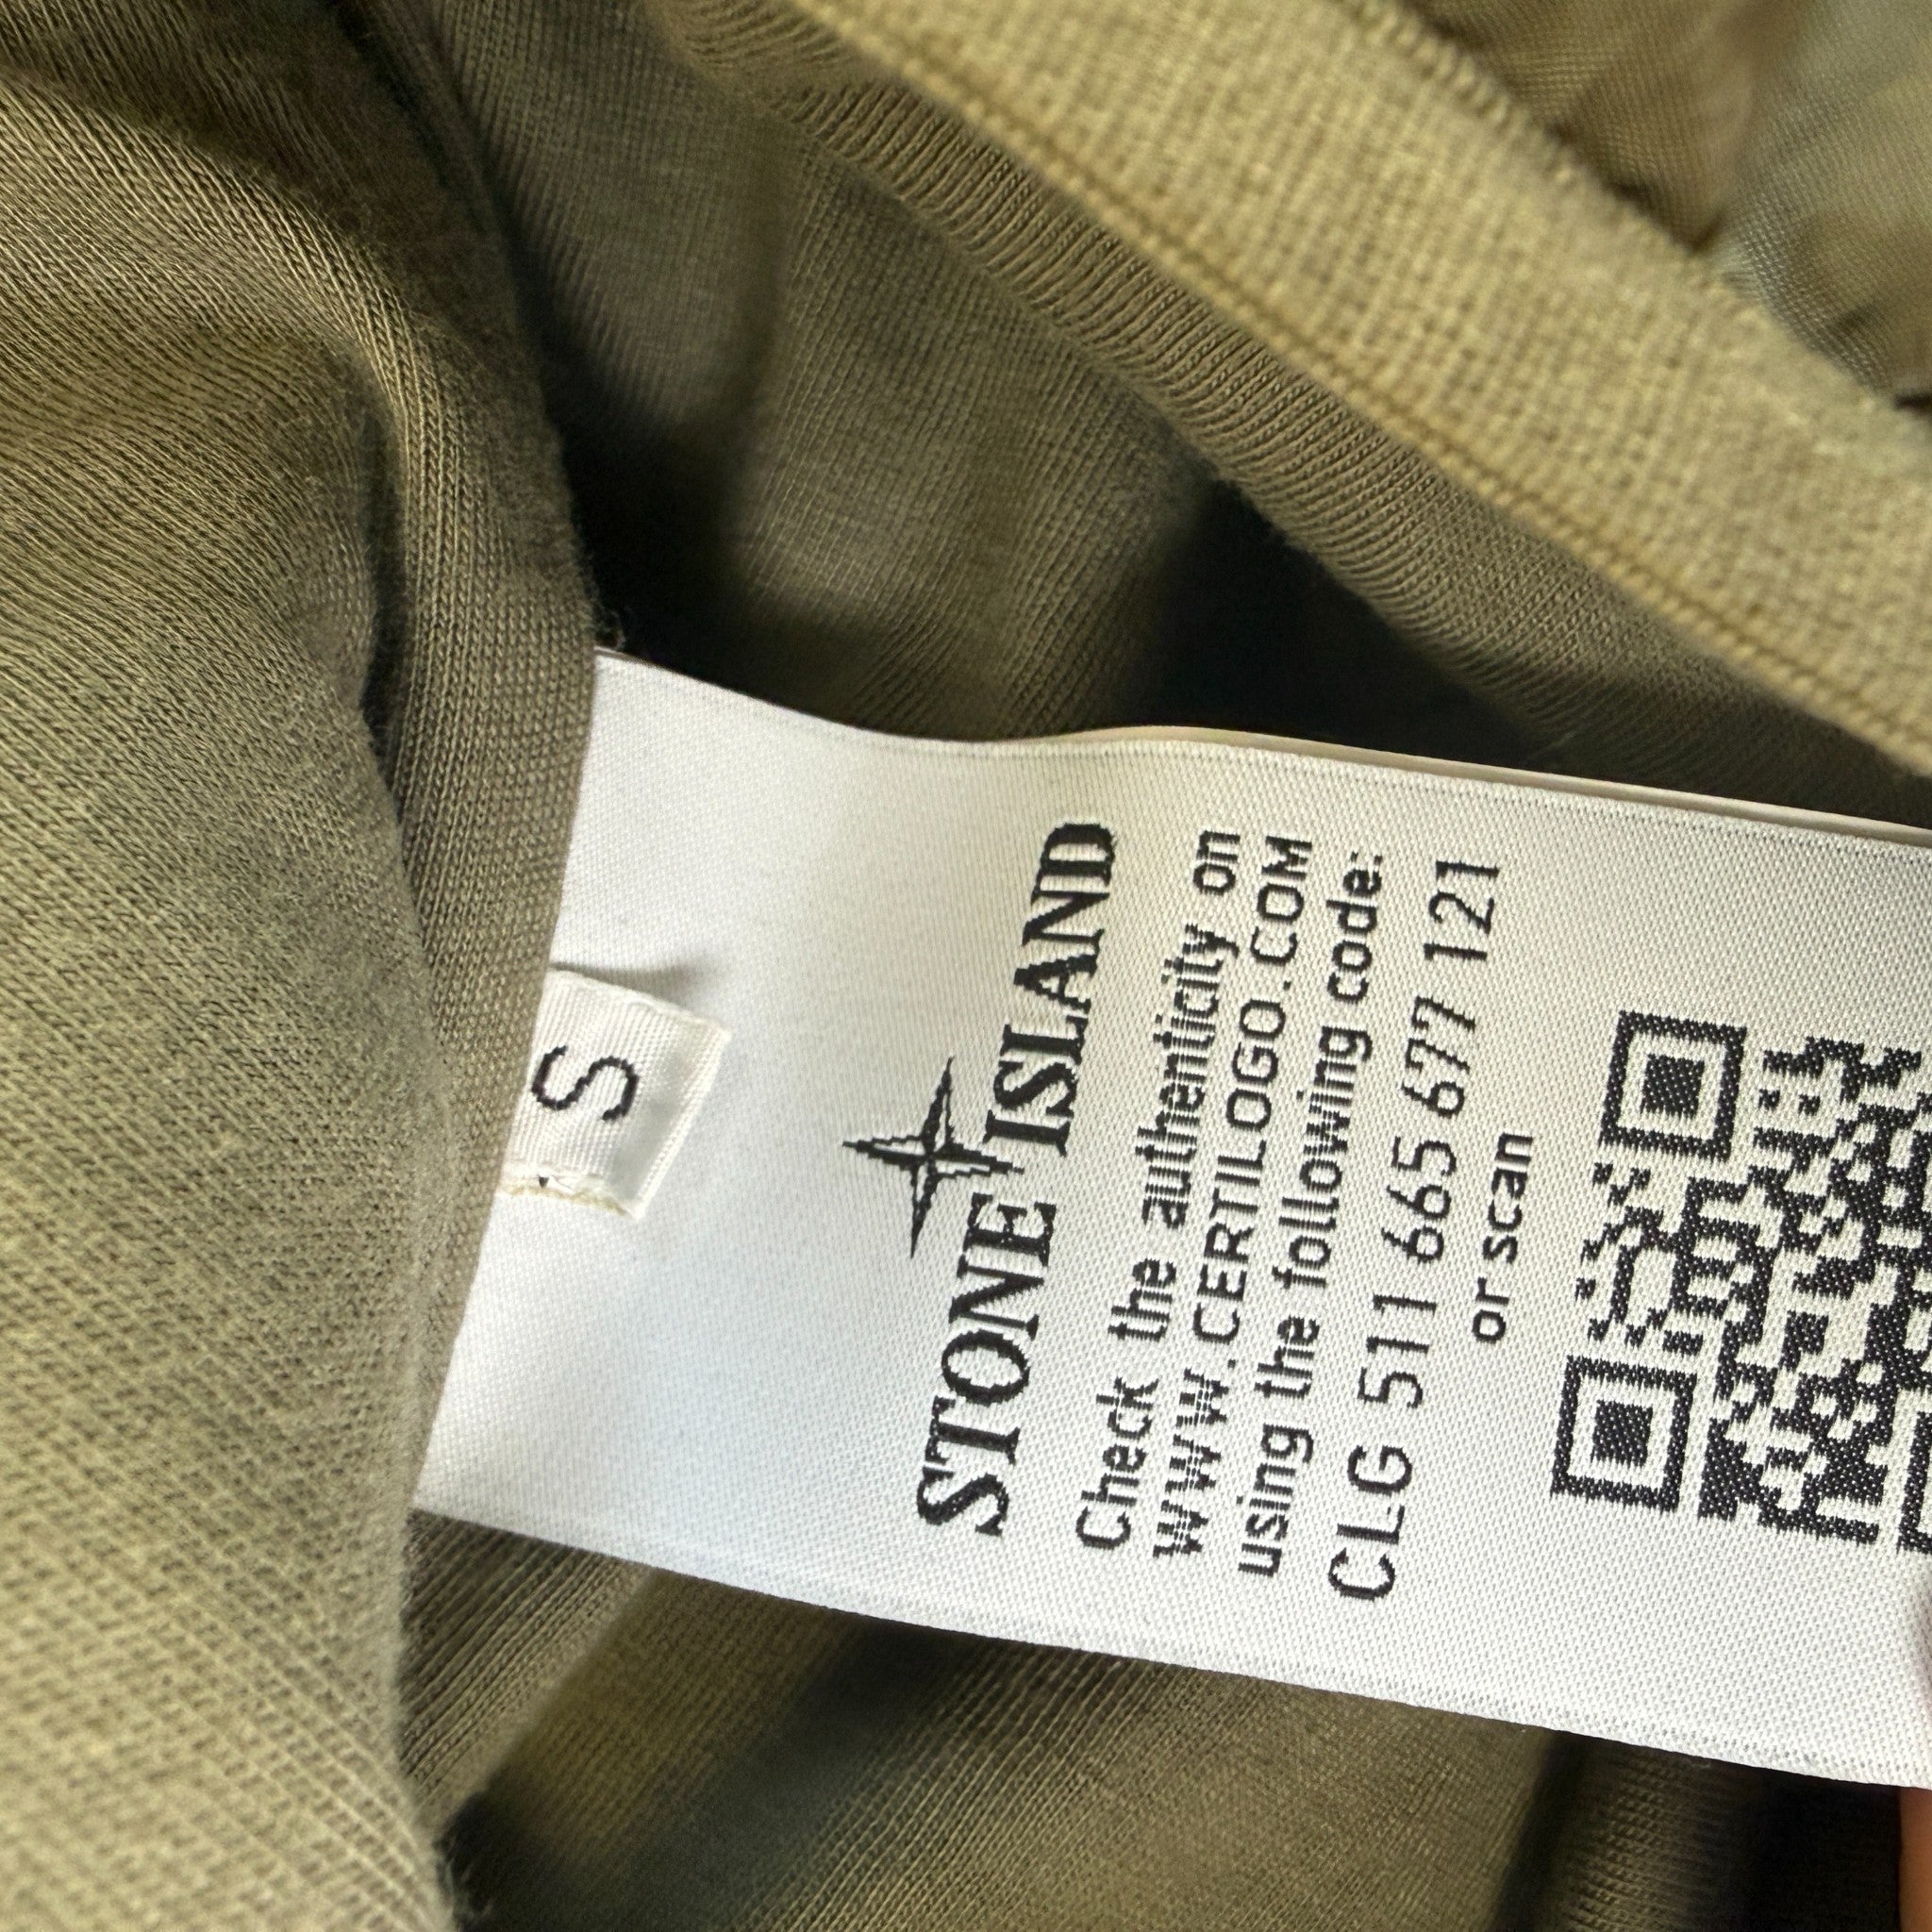 S
STONE ISLAND
Check the authenticity on
WWW.CERTILOGO.COM
using the following code:
CLG 511 665 677 121
or scan